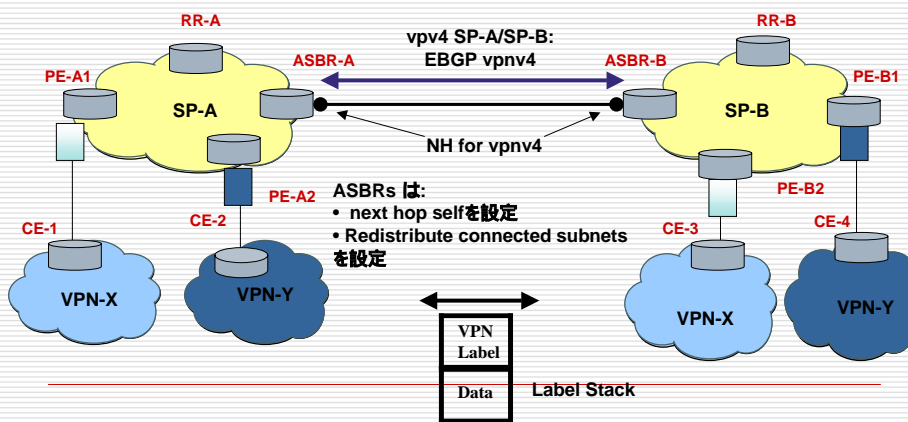 RR-A
vpv4 SP-A/SP-B:
EBGP vpnv4
RR-B
ASBR-A
ASBR-B
PE-A1
PE-B1
SP-A
SP-B
NH for vpnv4
PE-A2
PE-B2
ASBRs は:
• next hop selfを設定
• Redistribute connected subnets
を設定
CE-1
CE-2
CE-3
CE-4
VPN-X
VPN-Y
VPN-X
VPN-Y
VPN
Label
Data
Label Stack